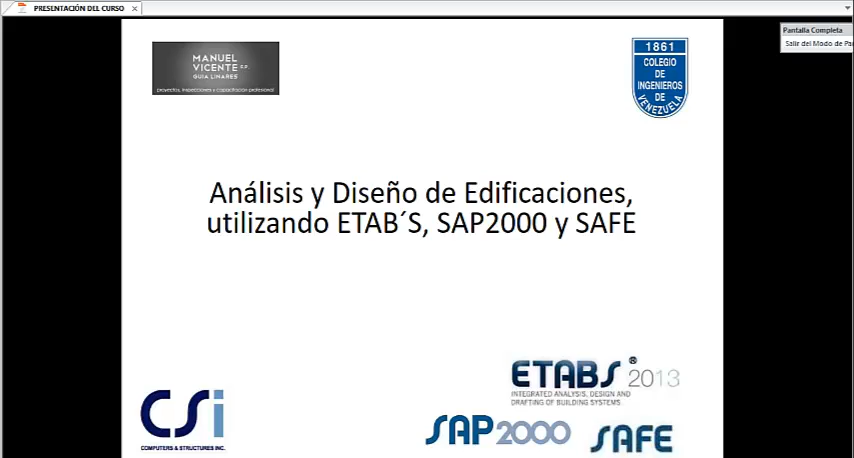 PRESENTACIÓN DEL CURSO
Pantalla Completa
Salir del Modo de Pa
MANUEL
VICENTE F.P.
GUIA LINARES
proyectos, inspecciones y capacitación profesional
1861
COLEGIO
DE
INGENIEROS
DE
VENEZUELA
Análisis y Diseño de Edificaciones,
utilizando ETAB´S, SAP2000 y SAFE
ETABS® 2013
INTEGRATED ANALYSIS, DESIGN AND
DRAFTING OF BUILDING SYSTEMS
CSi
COMPUTERS & STRUCTURES INC.
SAP2000
SAFE